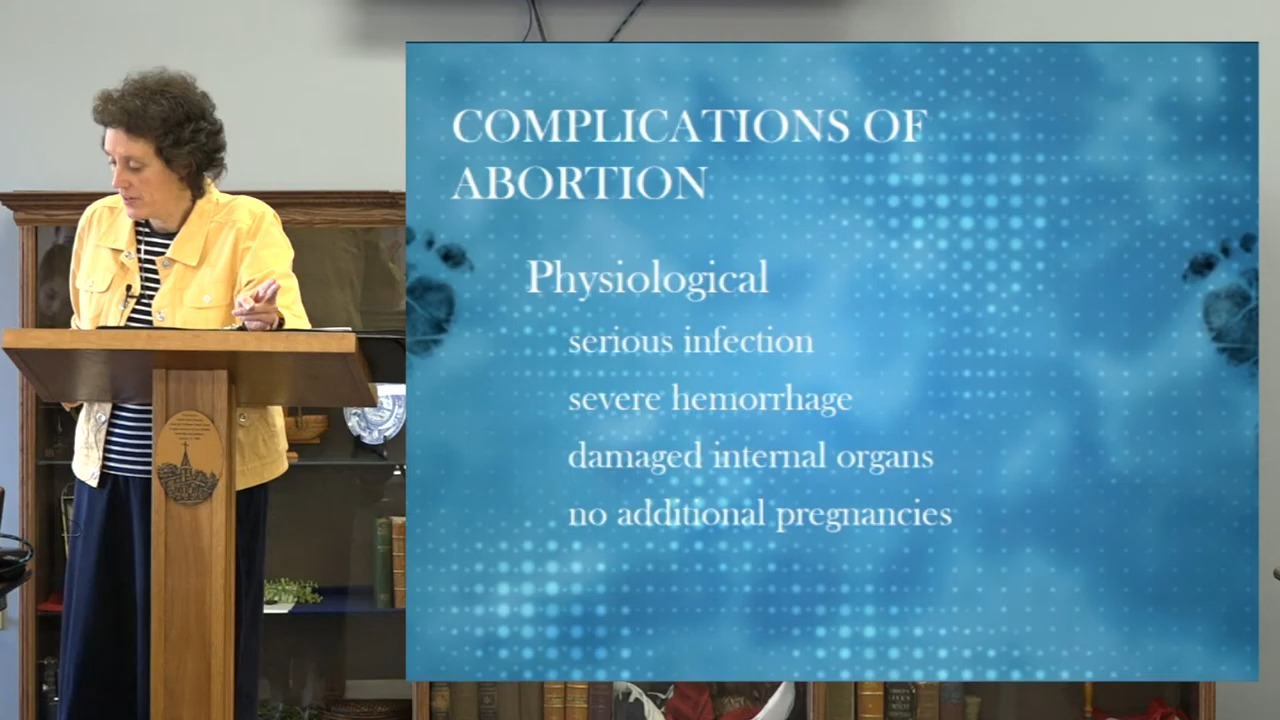 COMPLICATIONS OF
ABORTION
Physiological
serious infection
severe hemorrhage
damaged internal organs
no additional pregnancies